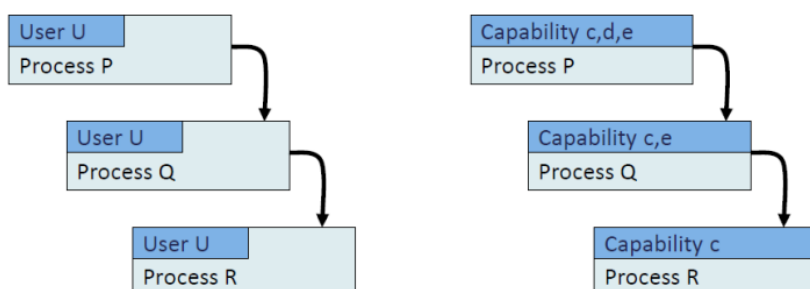 User U
Process P
User U
Process Q
User U
Process R
Capability c,d,e
Process P
Capability c,e
Process Q
Capability c
Process R